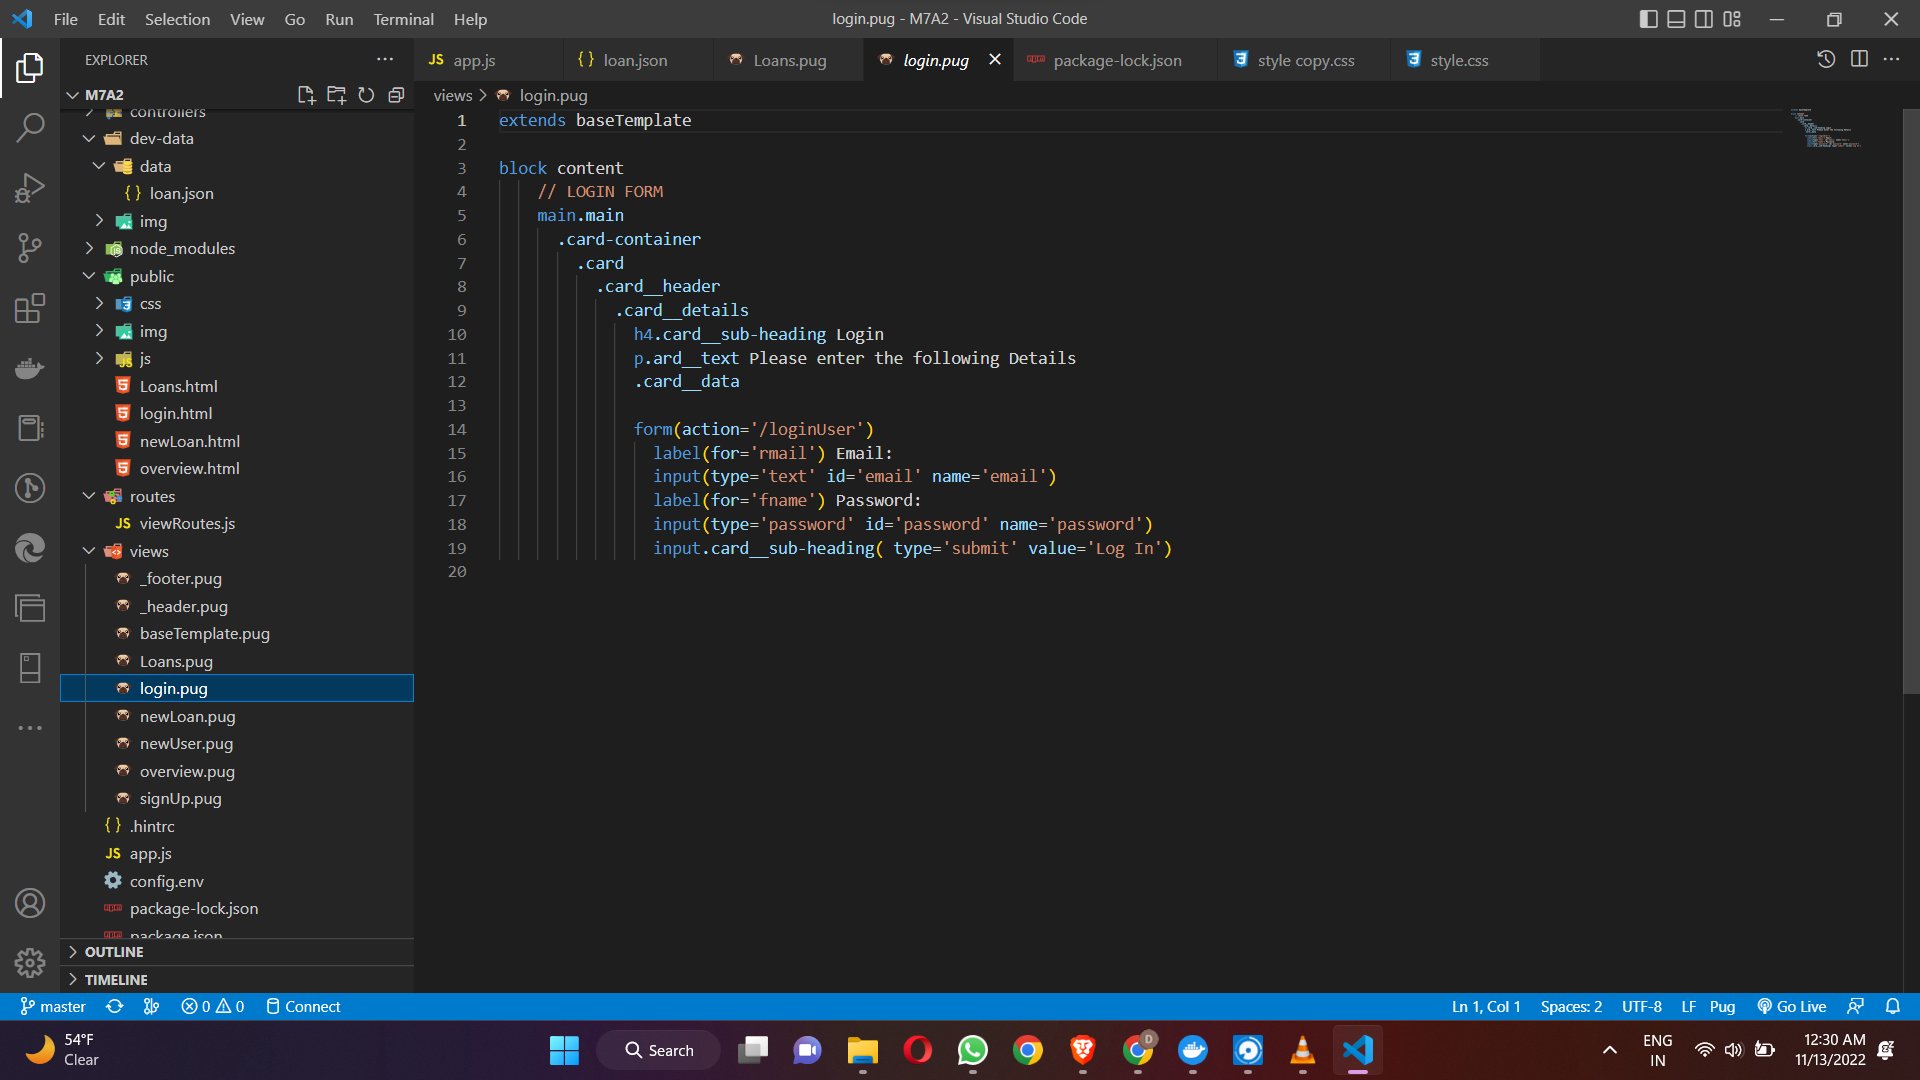 File Edit Selection View Go Run Terminal Help
login.pug - M7A2 - Visual Studio Code
EXPLORER
JS app.js
{} loan.json
Loans.pug
login.pug
package-lock.json
style copy.css
style.css
M7A2
controllers
dev-data
data
{} loan.json
img
node_modules
public
css
img
js
Loans.html
login.html
newLoan.html
overview.html
routes
JS viewRoutes.js
views
_footer.pug
_header.pug
baseTemplate.pug
Loans.pug
login.pug
newLoan.pug
newUser.pug
overview.pug
signUp.pug
{} .hintrc
JS app.js
config.env
package-lock.json
package.json
OUTLINE
TIMELINE
views > login.pug
1 extends baseTemplate
2
3 block content
4 // LOGIN FORM
5 main.main
6 .card-container
7 .card
8 .card__header
9 .card__details
10 h4.card__sub-heading Login
11 p.ard__text Please enter the following Details
12 .card__data
13
14 form(action='/loginUser')
15 label(for='rmail') Email:
16 input(type='text' id='email' name='email')
17 label(for='fname') Password:
18 input(type='password' id='password' name='password')
19 input.card__sub-heading( type='submit' value='Log In')
20
master 0 0 Connect
Ln 1, Col 1 Spaces: 2 UTF-8 LF Pug Go Live
54°F
Clear
Search
D
ENG
IN
12:30 AM
11/13/2022